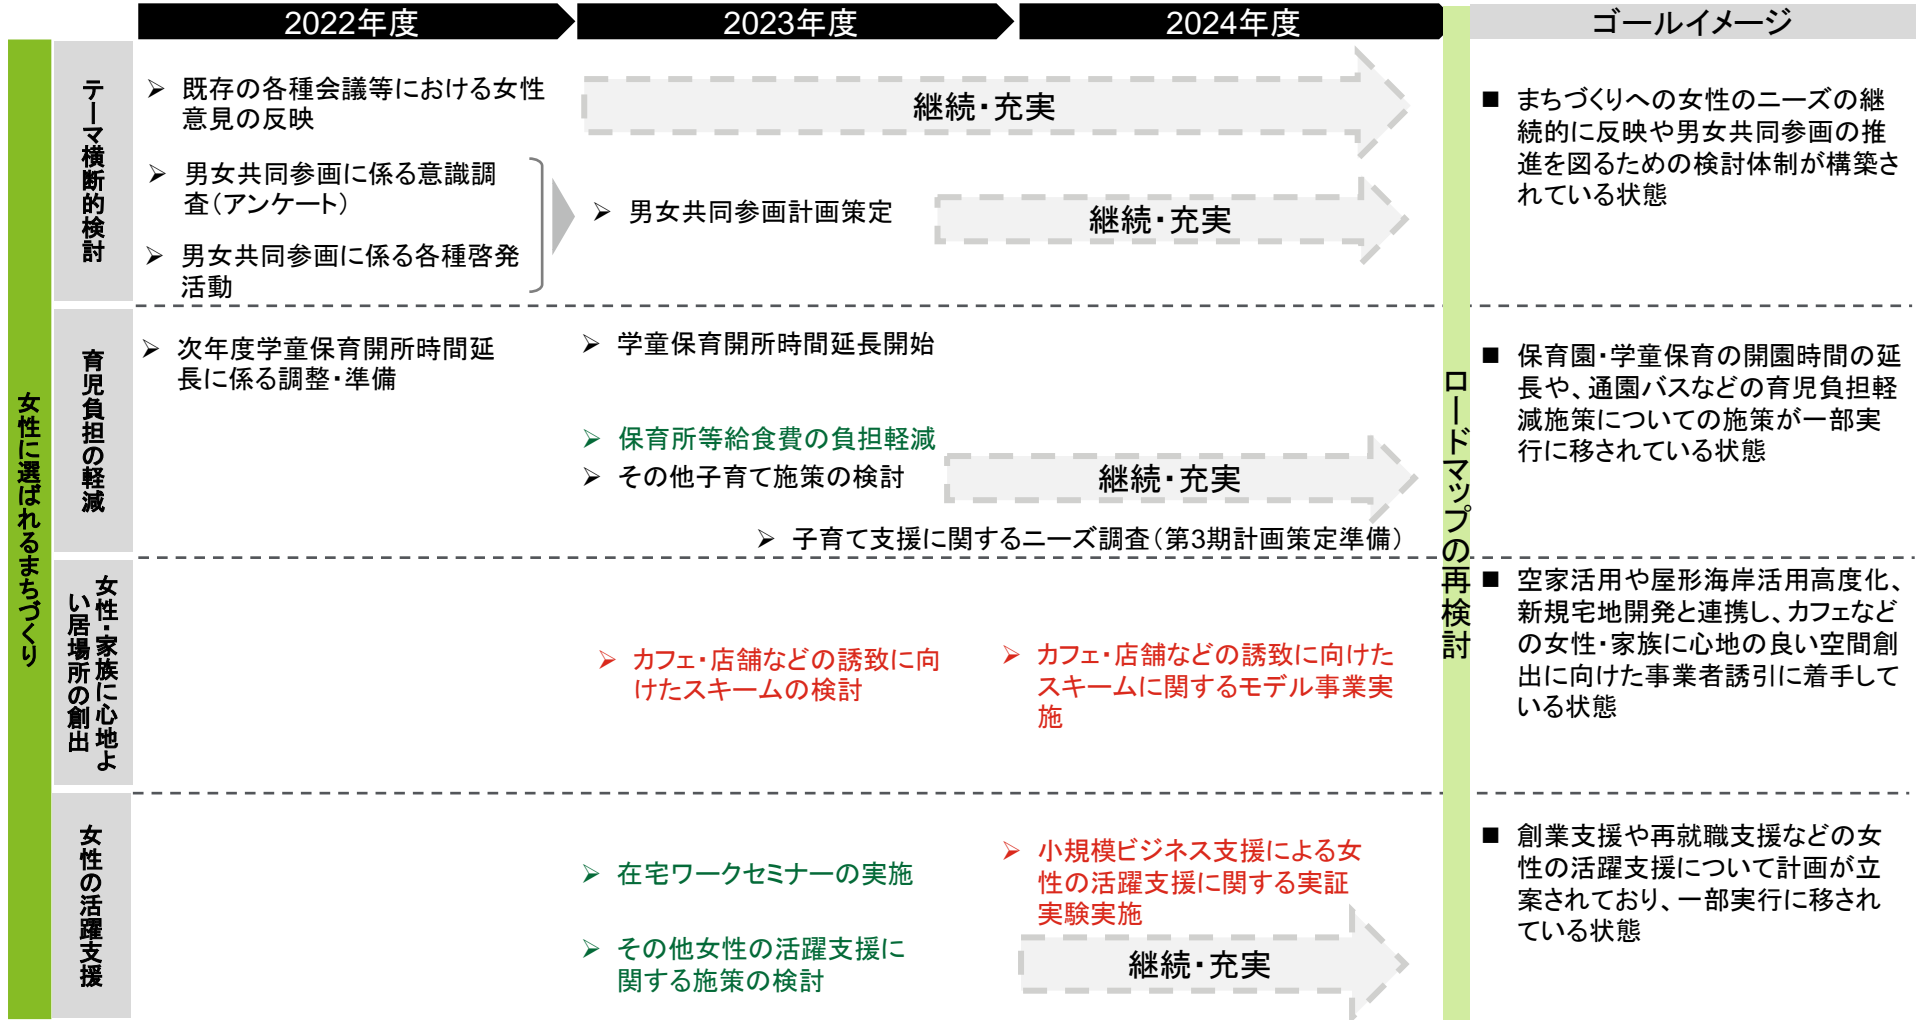 2022年度
2023年度
2024年度
ゴールイメージ
女性に選ばれるまちづくり
テーマ横断的検討
➢ 既存の各種会議等における女性
意見の反映
➢ 男女共同参画に係る意識調
査(アンケート)
➢ 男女共同参画に係る各種啓発
活動
継続・充実
➢ 男女共同参画計画策定
継続・充実
■ まちづくりへの女性のニーズの継
続的に反映や男女共同参画の推
進を図るための検討体制が構築さ
れている状態
育児負担の軽減
➢ 次年度学童保育開所時間延
長に係る調整・準備
➢ 学童保育開所時間延長開始
➢ 保育所等給食費の負担軽減
➢ その他子育て施策の検討
継続・充実
➢ 子育て支援に関するニーズ調査(第3期計画策定準備)
■ 保育園・学童保育の開園時間の延
長や、通園バスなどの育児負担軽
減施策についての施策が一部実
行に移されている状態
女性・家族に心地よ
い居場所の創出
➢ カフェ・店舗などの誘致に向
けたスキームの検討
➢ カフェ・店舗などの誘致に向けた
スキームに関するモデル事業実
施
■ 空家活用や屋形海岸活用高度化、
新規宅地開発と連携し、カフェなど
の女性・家族に心地の良い空間創
出に向けた事業者誘引に着手して
いる状態
女性の活躍支援
➢ 在宅ワークセミナーの実施
➢ その他女性の活躍支援に
関する施策の検討
➢ 小規模ビジネス支援による女
性の活躍支援に関する実証
実験実施
継続・充実
■ 創業支援や再就職支援などの女
性の活躍支援について計画が立
案されており、一部実行に移され
ている状態
ロードマップの再検討